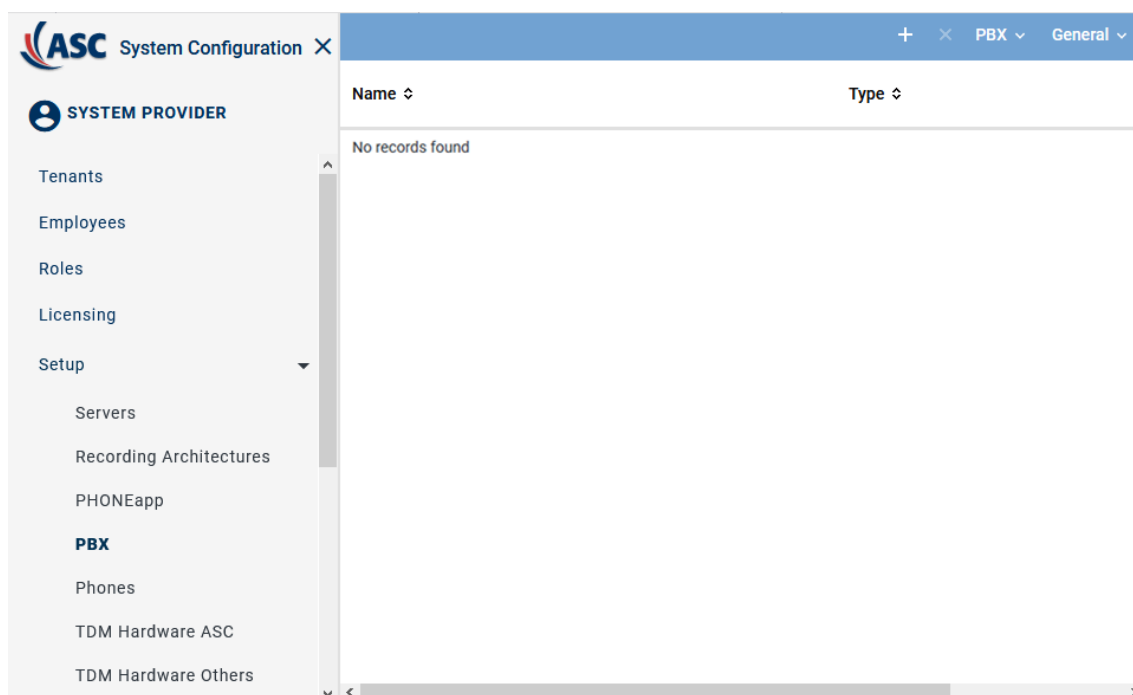 ASC System Configuration
SYSTEM PROVIDER
Tenants
Employees
Roles
Licensing
Setup
Servers
Recording Architectures
PHONEapp
PBX
Phones
TDM Hardware ASC
TDM Hardware Others
PBX General
Name Type
No records found